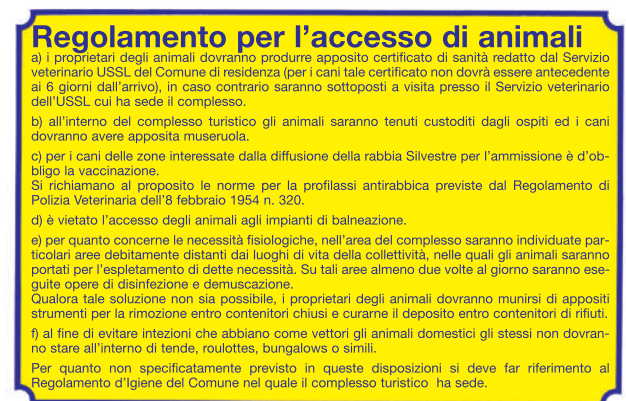 Regolamento per l'accesso di animali
a) i proprietari degli animali dovranno produrre apposito certificato di sanità redatto dal Servizio
veterinario USSL del Comune di residenza (per i cani tale certificato non dovrà essere antecedente
ai 6 giorni dall'arrivo), in caso contrario saranno sottoposti a visita presso il Servizio veterinario
dell'USSL cui ha sede il complesso.
b) all'interno del complesso turistico gli animali saranno tenuti custoditi dagli ospiti ed i cani
dovranno avere apposita museruola.
c) per i cani delle zone interessate dalla diffusione della rabbia Silvestre per l'ammissione è d'ob-
bligo la vaccinazione.
Si richiamano al proposito le norme per la profilassi antirabbica previste dal Regolamento di
Polizia Veterinaria dell'8 febbraio 1954 n. 320.
d) è vietato l'accesso degli animali agli impianti di balneazione.
e) per quanto concerne le necessità fisiologiche, nell'area del complesso saranno individuate par-
ticolari aree debitamente distanti dai luoghi di vita della collettività, nelle quali gli animali saranno
portati per l'espletamento di dette necessità. Su tali aree almeno due volte al giorno saranno ese-
guite opere di disinfezione e demuscazione.
Qualora tale soluzione non sia possibile, i proprietari degli animali dovranno munirsi di appositi
strumenti per la rimozione entro contenitori chiusi e curarne il deposito entro contenitori di rifiuti.
f) al fine di evitare intezioni che abbiano come vettori gli animali domestici gli stessi non dovran-
no stare all'interno di tende, roulottes, bungalows o simili.
Per quanto non specificatamente previsto in queste disposizioni si deve far riferimento al
Regolamento d'Igiene del Comune nel quale il complesso turistico ha sede.